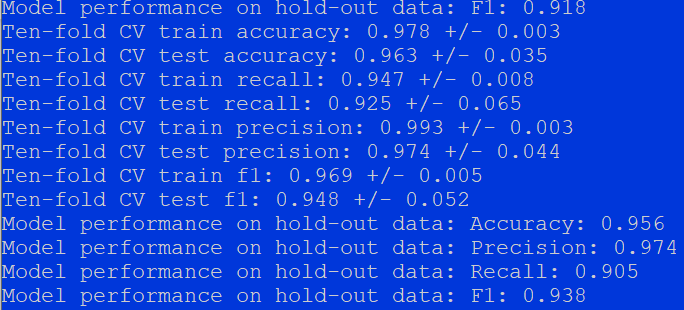 Model performance on hold-out data: F1: 0.918
Ten-fold CV train accuracy: 0.978 +/- 0.003
Ten-fold CV test accuracy: 0.963 +/- 0.035
Ten-fold CV train recall: 0.947 +/- 0.008
Ten-fold CV test recall: 0.925 +/- 0.065
Ten-fold CV train precision: 0.993 +/- 0.003
Ten-fold CV test precision: 0.974 +/- 0.044
Ten-fold CV train f1: 0.969 +/- 0.005
Ten-fold CV test f1: 0.948 +/- 0.052
Model performance on hold-out data: Accuracy: 0.956
Model performance on hold-out data: Precision: 0.974
Model performance on hold-out data: Recall: 0.905
Model performance on hold-out data: F1: 0.938